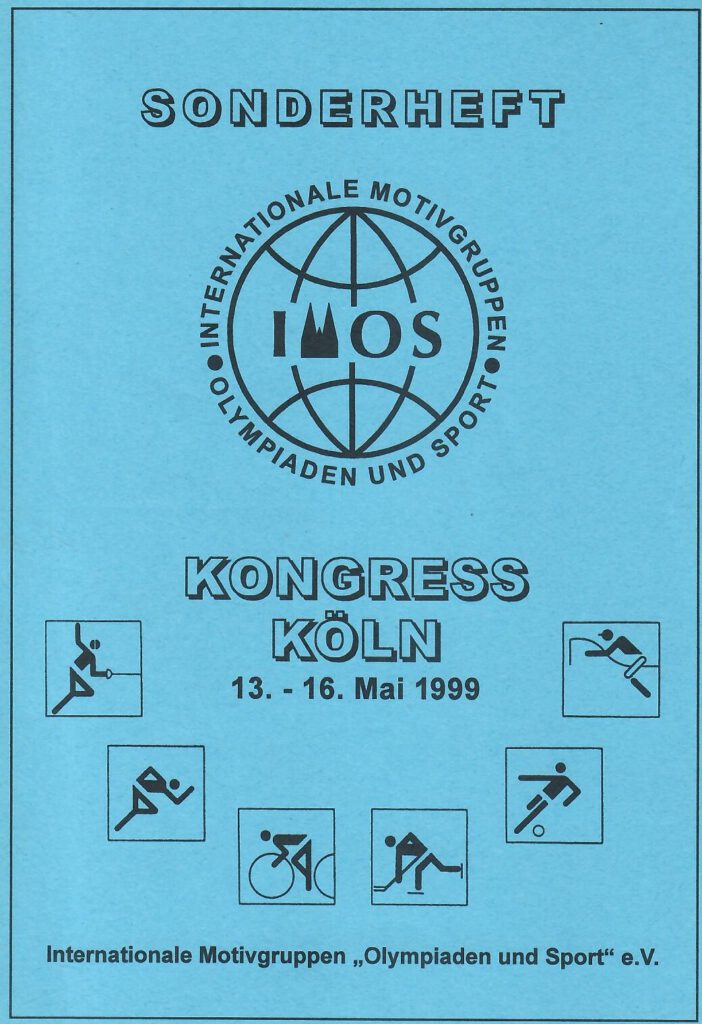 SONDERHEFT
INTERNATIONALE MOTIVGRUPPEN
IMOS
• OLYMPIADEN UND SPORT •
KONGRESS
KÖLN
13. - 16. Mai 1999
Internationale Motivgruppen „Olympiaden und Sport“ e.V.